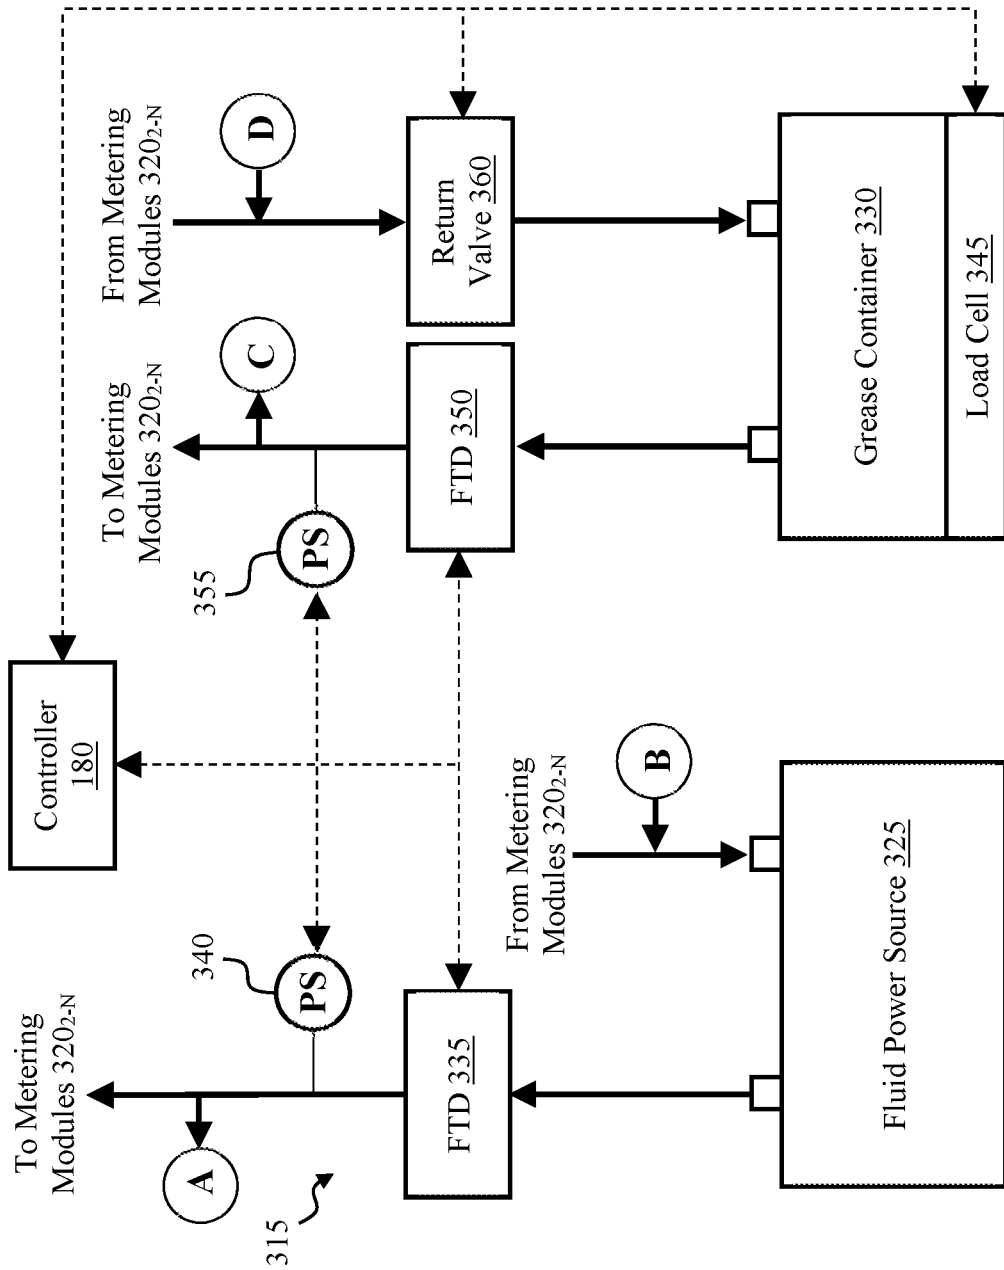 To Metering
Modules 320₂₋N
A
315
340
PS
FTD 335
Controller
180
From Metering
Modules 320₂₋N
B
Fluid Power Source 325
To Metering
Modules 320₂₋N
C
355
PS
FTD 350
From Metering
Modules 320₂₋N
D
Return
Valve 360
Grease Container 330
Load Cell 345